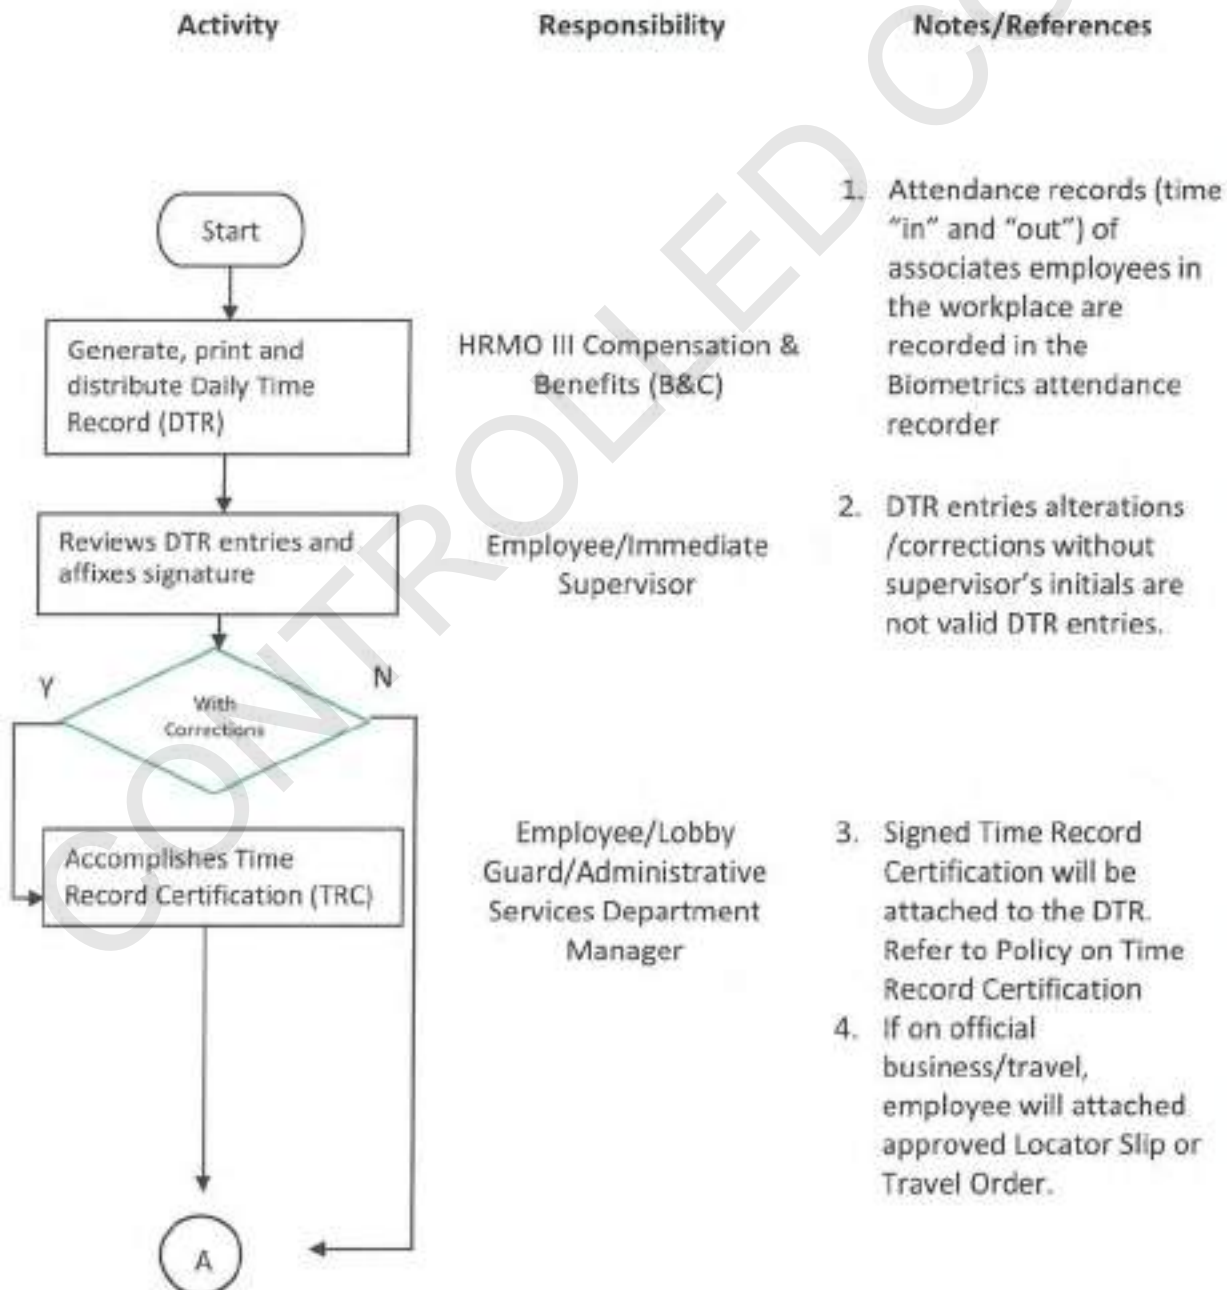 Activity
Responsibility
Notes/References
Start
Generate, print and
distribute Daily Time
Record (DTR)
HRMO III Compensation &
Benefits (B&C)
1. Attendance records (time
"in" and "out") of
associates employees in
the workplace are
recorded in the
Biometrics attendance
recorder
Reviews DTR entries and
affixes signature
Employee/Immediate
Supervisor
2. DTR entries alterations
/corrections without
supervisor's initials are
not valid DTR entries.
Y
N
With
Corrections
Accomplishes Time
Record Certification (TRC)
Employee/Lobby
Guard/Administrative
Services Department
Manager
3. Signed Time Record
Certification will be
attached to the DTR.
Refer to Policy on Time
Record Certification
4. If on official
business/travel,
employee will attached
approved Locator Slip or
Travel Order.
A
CONTROLLED